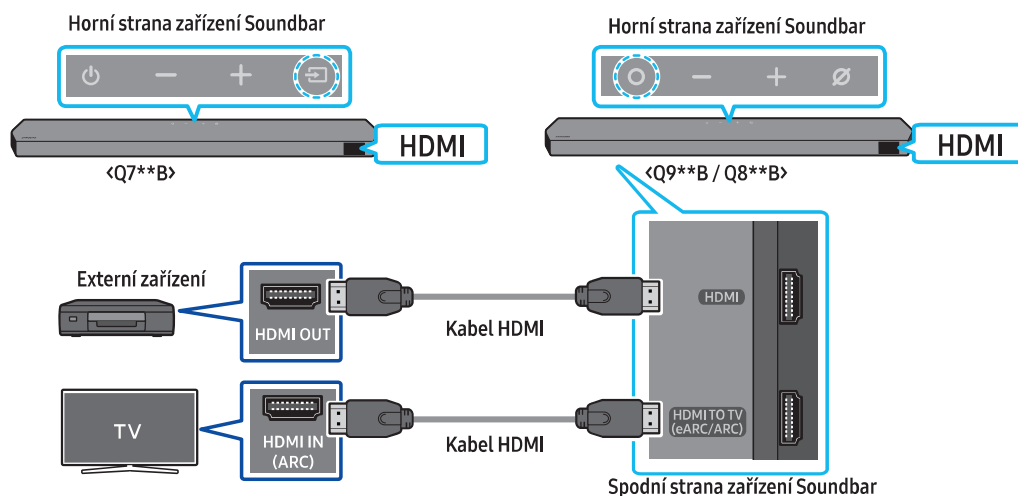 Horní strana zařízení Soundbar
HDMI
<Q7**B>
Horní strana zařízení Soundbar
HDMI
<Q9**B / Q8**B>
Externí zařízení
HDMI OUT
Kabel HDMI
HDMI
TV
HDMI IN
(ARC)
Kabel HDMI
HDMI TO TV
(eARC/ARC)
Spodní strana zařízení Soundbar